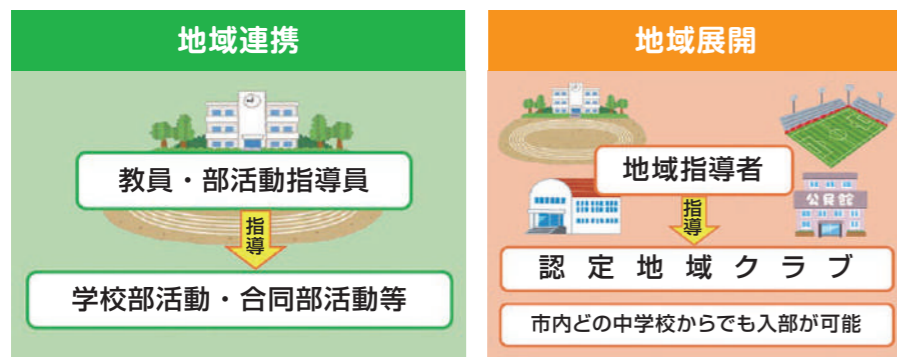 地域連携
教員・部活動指導員
指導
学校部活動・合同部活動等
地域展開
地域指導者
公民館
指導
認定地域クラブ
市内どの中学校からでも入部が可能